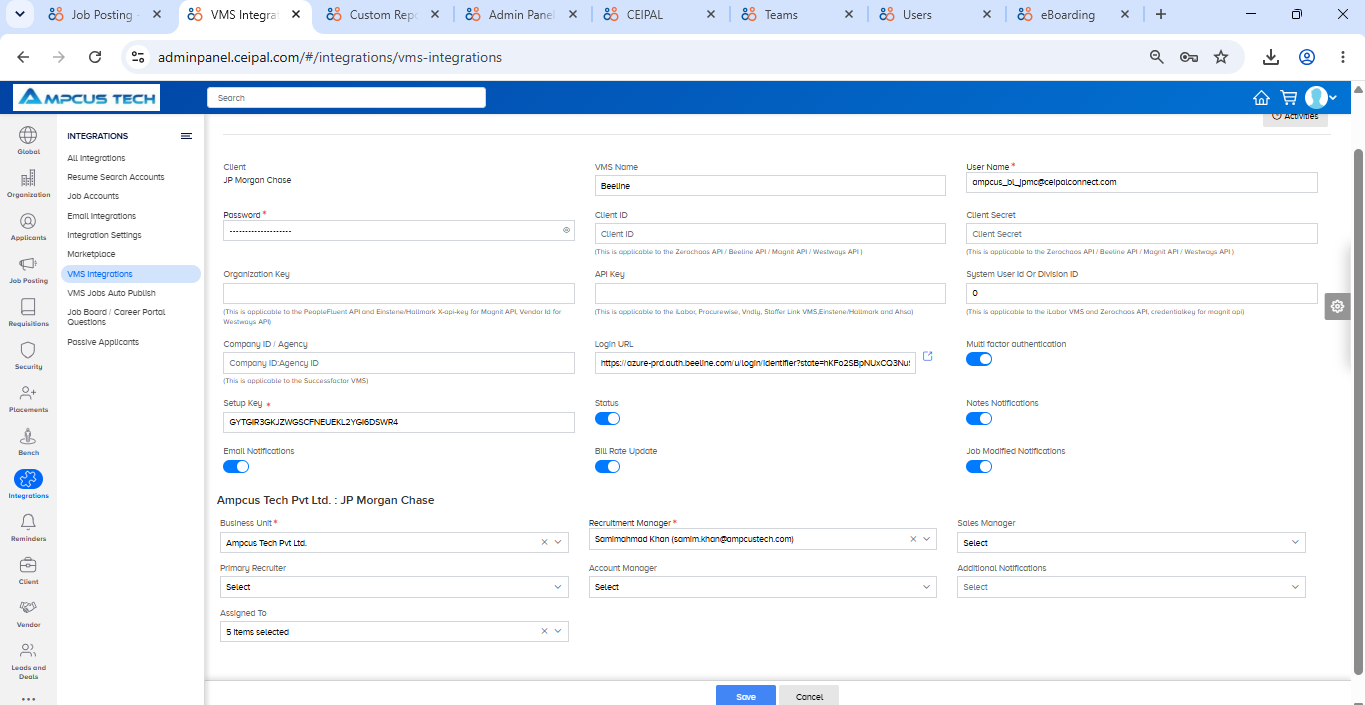 Job Posting
VMS Integrat
Custom Repo
Admin Panel
CEIPAL
Teams
Users
eBoarding
adminpanel.ceipal.com/#/integrations/vms-integrations
AMPCUS TECH
Search
Activities
Global
Organization
Applicants
Job Posting
Requisitions
Security
Placements
Bench
Integrations
Reminders
Client
Vendor
Leads and
Deals
INTEGRATIONS
All Integrations
Resume Search Accounts
Job Accounts
Email Integrations
Integration Settings
Marketplace
VMS Integrations
VMS Jobs Auto Publish
Job Board / Career Portal
Questions
Passive Applicants
Client
JP Morgan Chase
VMS Name
Beeline
User Name *
ampcus_bl_jpmc@ceipalconnect.com
Password *
--------------------
Client ID
Client ID
(This is applicable to the Zerochaos API / Beeline API / Magnit API / Westways API )
Client Secret
Client Secret
(This is applicable to the Zerochaos API / Beeline API / Magnit API / Westways API )
Organization Key
(This is applicable to the PeopleFluent API and Einstene/Hallmark X-api-key for Magnit API, Vendor Id for
Westways API)
API Key
(This is applicable to the iLabor, Procurewise, Vndly, Staffer Link VMS,Einstene/Hallmark and Ahsa)
System User Id Or Division ID
0
(This is applicable to the iLabor VMS and Zerochaos API, credentialkey for magnit api)
Company ID / Agency
Company ID:Agency ID
(This is applicable to the Successfactor VMS)
Login URL
https://azure-prd.auth.beeline.com/u/login/identifier?state=hKFo2SBpNUxCQ3Nu
Multi factor authentication
Setup Key *
GYTGIR3GKJZWGSCFNEUEKL2YGI6DSWR4
Status
Notes Notifications
Email Notifications
Bill Rate Update
Job Modified Notifications
Ampcus Tech Pvt Ltd. : JP Morgan Chase
Business Unit *
Ampcus Tech Pvt Ltd.
Recruitment Manager *
Samimahmad Khan (samim.khan@ampcustech.com)
Sales Manager
Select
Primary Recruiter
Select
Account Manager
Select
Additional Notifications
Select
Assigned To
5 items selected
Save
Cancel